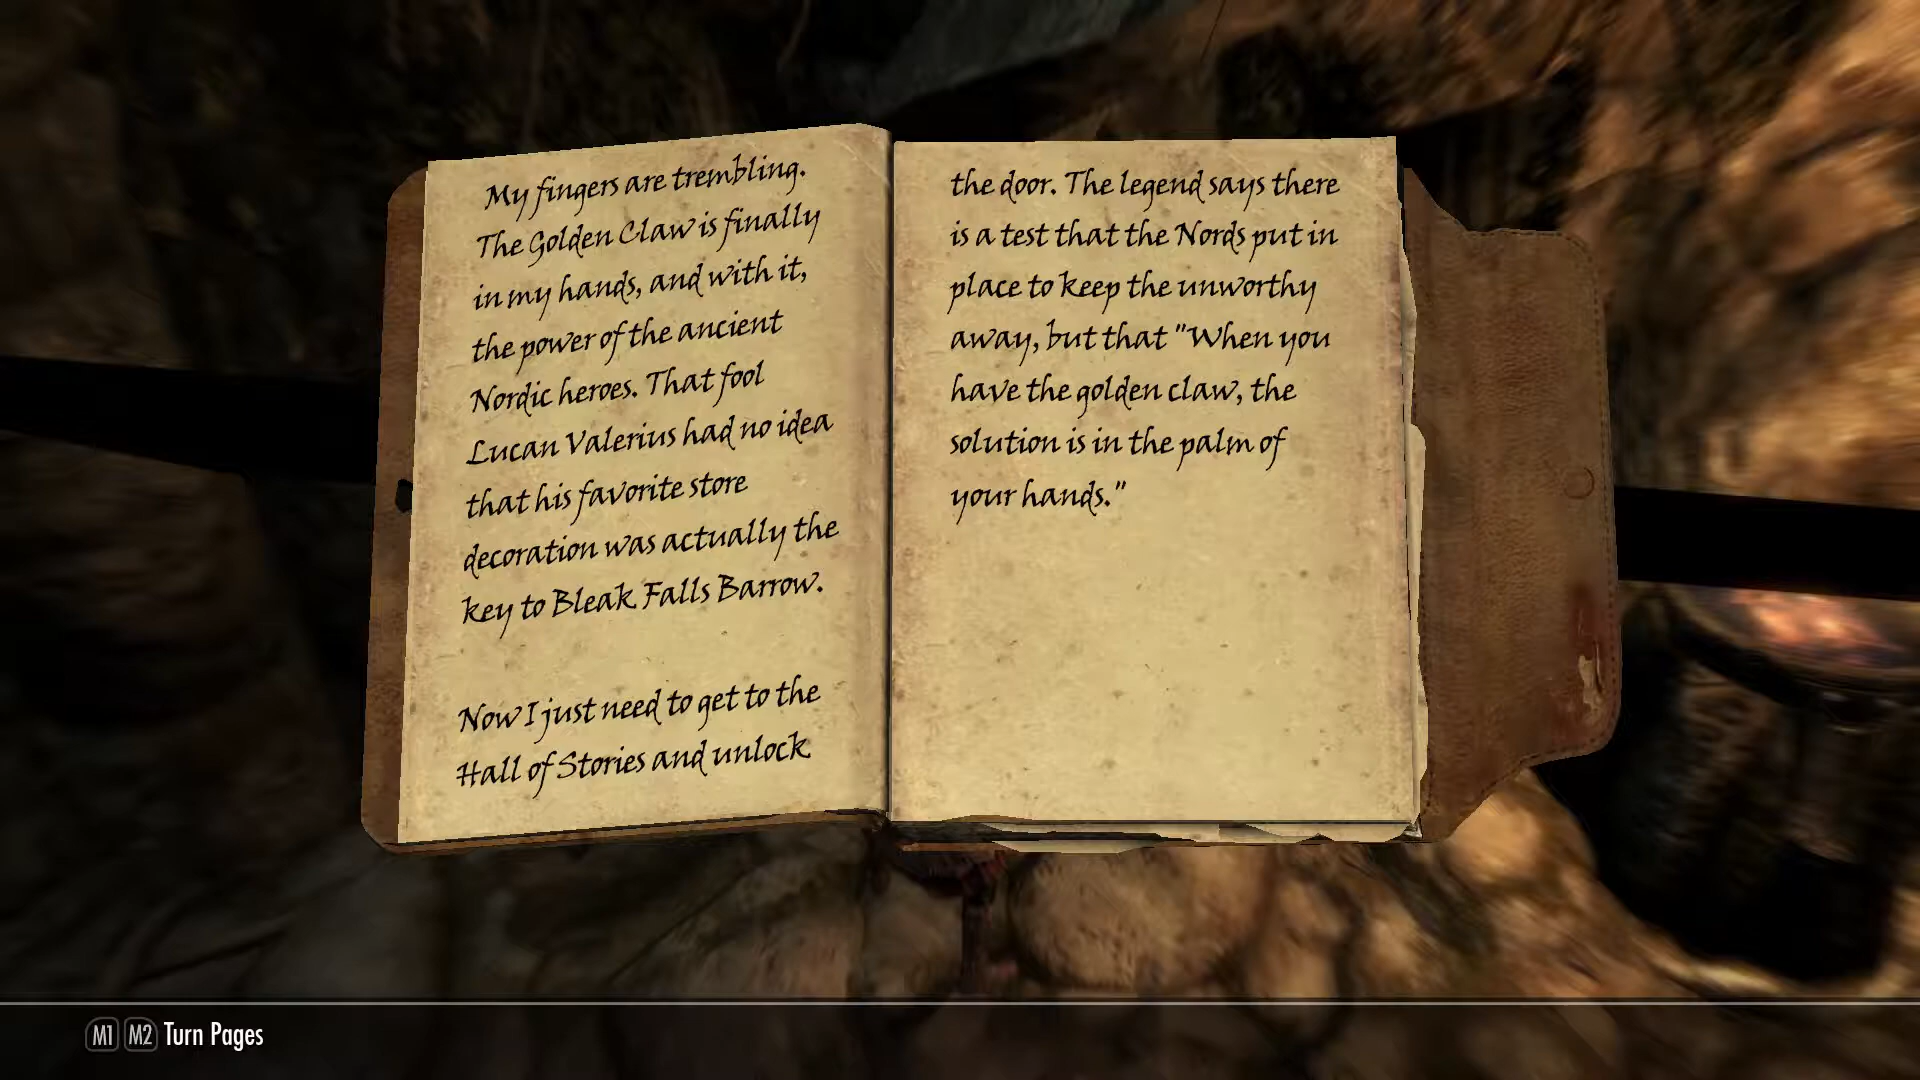 My fingers are trembling.
The Golden Claw is finally
in my hands, and with it,
the power of the ancient
Nordic heroes. That fool
Lucan Valerius had no idea
that his favorite store
decoration was actually the
key to Bleak Falls Barrow.
Now I just need to get to the
Hall of Stories and unlock
the door. The legend says there
is a test that the Nords put in
place to keep the unworthy
away, but that "When you
have the golden claw, the
solution is in the palm of
your hands."
M1 M2 Turn Pages